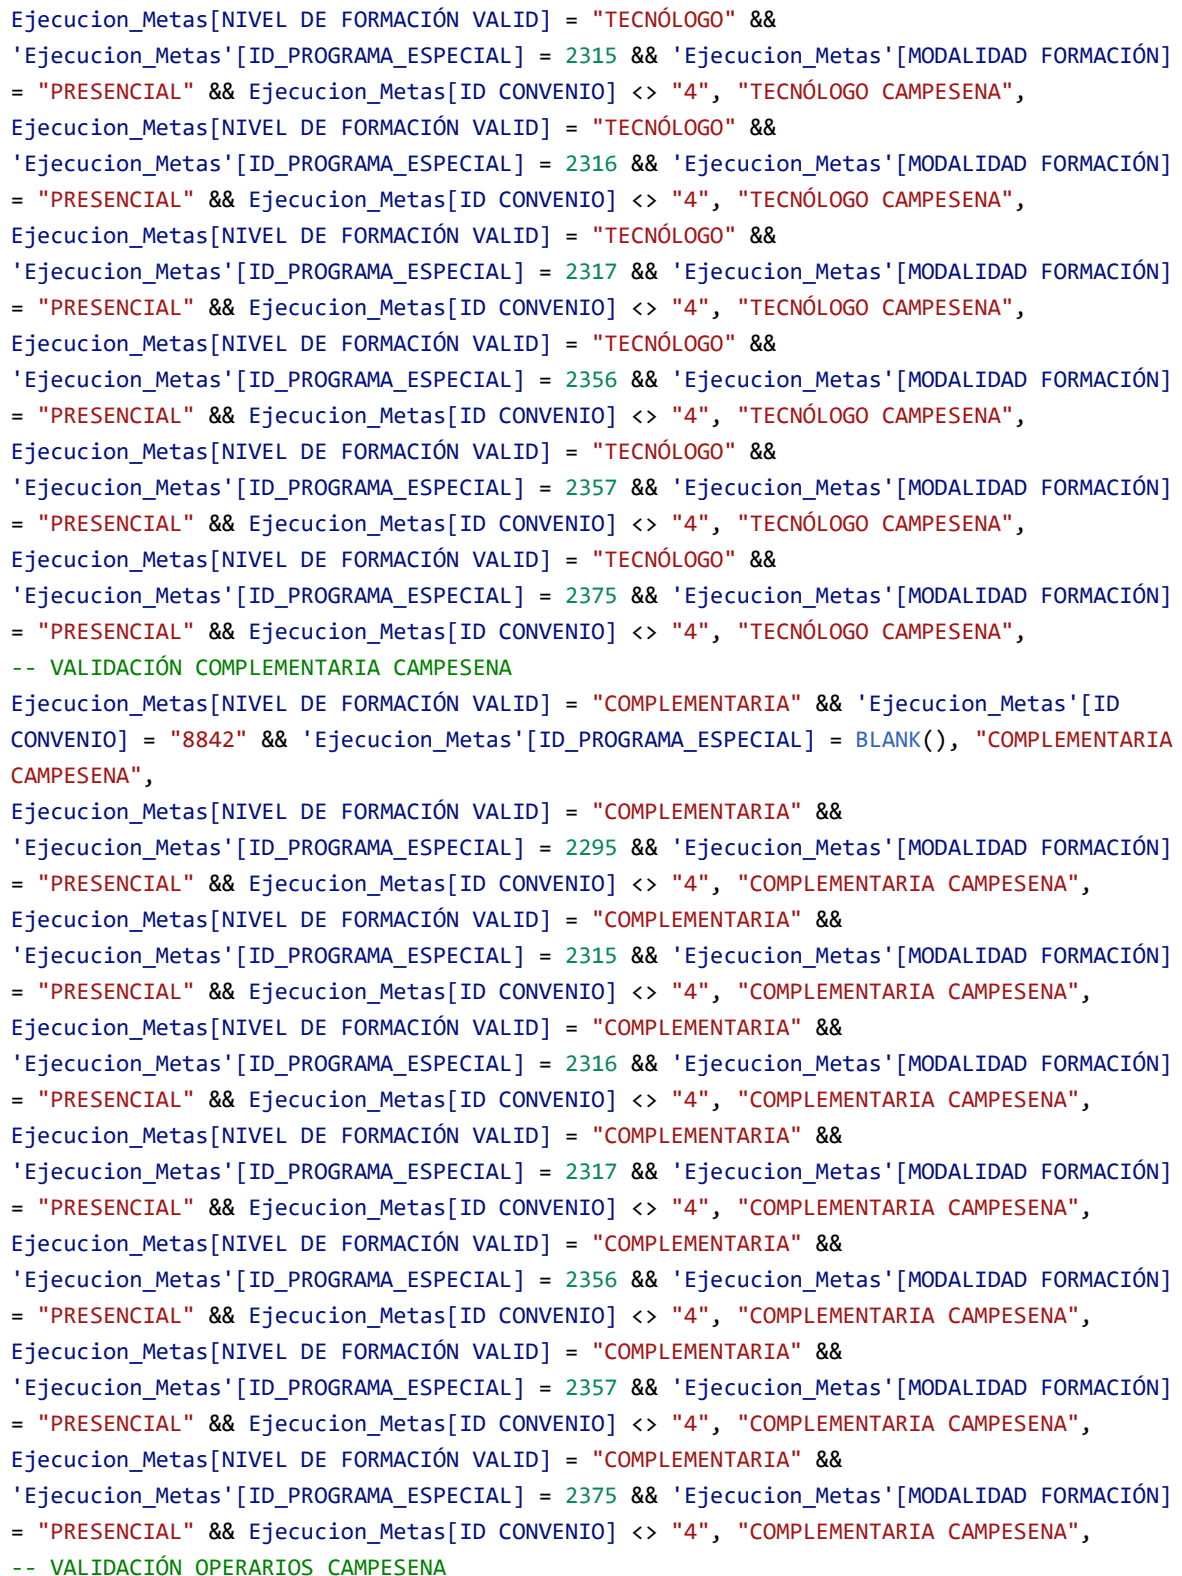 Ejecucion_Metas[NIVEL DE FORMACIÓN VALID] = "TECNÓLOGO" &&
'Ejecucion_Metas'[ID_PROGRAMA_ESPECIAL] = 2315 && 'Ejecucion_Metas'[MODALIDAD FORMACIÓN]
= "PRESENCIAL" && Ejecucion_Metas[ID CONVENIO] <> "4", "TECNÓLOGO CAMPESENA",
Ejecucion_Metas[NIVEL DE FORMACIÓN VALID] = "TECNÓLOGO" &&
'Ejecucion_Metas'[ID_PROGRAMA_ESPECIAL] = 2316 && 'Ejecucion_Metas'[MODALIDAD FORMACIÓN]
= "PRESENCIAL" && Ejecucion_Metas[ID CONVENIO] <> "4", "TECNÓLOGO CAMPESENA",
Ejecucion_Metas[NIVEL DE FORMACIÓN VALID] = "TECNÓLOGO" &&
'Ejecucion_Metas'[ID_PROGRAMA_ESPECIAL] = 2317 && 'Ejecucion_Metas'[MODALIDAD FORMACIÓN]
= "PRESENCIAL" && Ejecucion_Metas[ID CONVENIO] <> "4", "TECNÓLOGO CAMPESENA",
Ejecucion_Metas[NIVEL DE FORMACIÓN VALID] = "TECNÓLOGO" &&
'Ejecucion_Metas'[ID_PROGRAMA_ESPECIAL] = 2356 && 'Ejecucion_Metas'[MODALIDAD FORMACIÓN]
= "PRESENCIAL" && Ejecucion_Metas[ID CONVENIO] <> "4", "TECNÓLOGO CAMPESENA",
Ejecucion_Metas[NIVEL DE FORMACIÓN VALID] = "TECNÓLOGO" &&
'Ejecucion_Metas'[ID_PROGRAMA_ESPECIAL] = 2357 && 'Ejecucion_Metas'[MODALIDAD FORMACIÓN]
= "PRESENCIAL" && Ejecucion_Metas[ID CONVENIO] <> "4", "TECNÓLOGO CAMPESENA",
Ejecucion_Metas[NIVEL DE FORMACIÓN VALID] = "TECNÓLOGO" &&
'Ejecucion_Metas'[ID_PROGRAMA_ESPECIAL] = 2375 && 'Ejecucion_Metas'[MODALIDAD FORMACIÓN]
= "PRESENCIAL" && Ejecucion_Metas[ID CONVENIO] <> "4", "TECNÓLOGO CAMPESENA",
-- VALIDACIÓN COMPLEMENTARIA CAMPESENA
Ejecucion_Metas[NIVEL DE FORMACIÓN VALID] = "COMPLEMENTARIA" && 'Ejecucion_Metas'[ID
CONVENIO] = "8842" && 'Ejecucion_Metas'[ID_PROGRAMA_ESPECIAL] = BLANK(), "COMPLEMENTARIA
CAMPESENA",
Ejecucion_Metas[NIVEL DE FORMACIÓN VALID] = "COMPLEMENTARIA" &&
'Ejecucion_Metas'[ID_PROGRAMA_ESPECIAL] = 2295 && 'Ejecucion_Metas'[MODALIDAD FORMACIÓN]
= "PRESENCIAL" && Ejecucion_Metas[ID CONVENIO] <> "4", "COMPLEMENTARIA CAMPESENA",
Ejecucion_Metas[NIVEL DE FORMACIÓN VALID] = "COMPLEMENTARIA" &&
'Ejecucion_Metas'[ID_PROGRAMA_ESPECIAL] = 2315 && 'Ejecucion_Metas'[MODALIDAD FORMACIÓN]
= "PRESENCIAL" && Ejecucion_Metas[ID CONVENIO] <> "4", "COMPLEMENTARIA CAMPESENA",
Ejecucion_Metas[NIVEL DE FORMACIÓN VALID] = "COMPLEMENTARIA" &&
'Ejecucion_Metas'[ID_PROGRAMA_ESPECIAL] = 2316 && 'Ejecucion_Metas'[MODALIDAD FORMACIÓN]
= "PRESENCIAL" && Ejecucion_Metas[ID CONVENIO] <> "4", "COMPLEMENTARIA CAMPESENA",
Ejecucion_Metas[NIVEL DE FORMACIÓN VALID] = "COMPLEMENTARIA" &&
'Ejecucion_Metas'[ID_PROGRAMA_ESPECIAL] = 2317 && 'Ejecucion_Metas'[MODALIDAD FORMACIÓN]
= "PRESENCIAL" && Ejecucion_Metas[ID CONVENIO] <> "4", "COMPLEMENTARIA CAMPESENA",
Ejecucion_Metas[NIVEL DE FORMACIÓN VALID] = "COMPLEMENTARIA" &&
'Ejecucion_Metas'[ID_PROGRAMA_ESPECIAL] = 2356 && 'Ejecucion_Metas'[MODALIDAD FORMACIÓN]
= "PRESENCIAL" && Ejecucion_Metas[ID CONVENIO] <> "4", "COMPLEMENTARIA CAMPESENA",
Ejecucion_Metas[NIVEL DE FORMACIÓN VALID] = "COMPLEMENTARIA" &&
'Ejecucion_Metas'[ID_PROGRAMA_ESPECIAL] = 2357 && 'Ejecucion_Metas'[MODALIDAD FORMACIÓN]
= "PRESENCIAL" && Ejecucion_Metas[ID CONVENIO] <> "4", "COMPLEMENTARIA CAMPESENA",
Ejecucion_Metas[NIVEL DE FORMACIÓN VALID] = "COMPLEMENTARIA" &&
'Ejecucion_Metas'[ID_PROGRAMA_ESPECIAL] = 2375 && 'Ejecucion_Metas'[MODALIDAD FORMACIÓN]
= "PRESENCIAL" && Ejecucion_Metas[ID CONVENIO] <> "4", "COMPLEMENTARIA CAMPESENA",
-- VALIDACIÓN OPERARIOS CAMPESENA